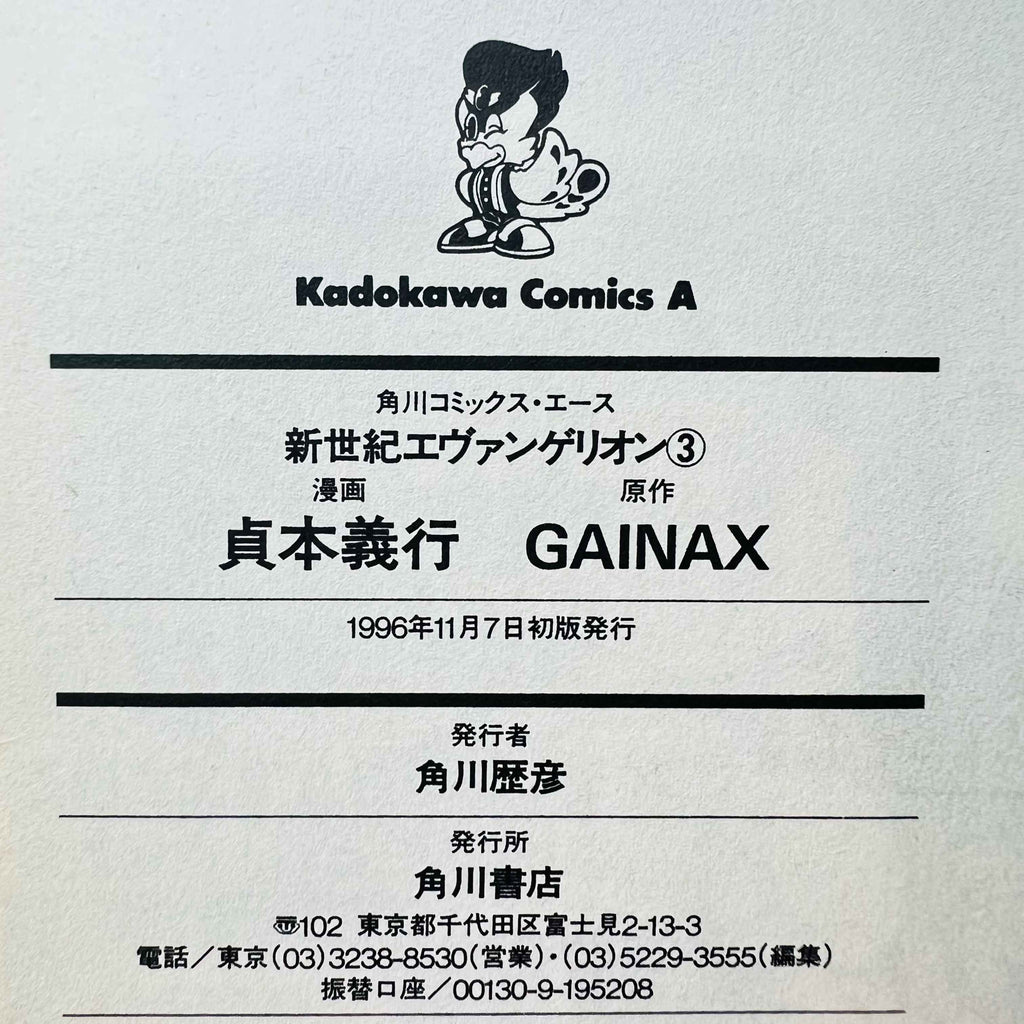 Kadokawa Comics A
角川コミックス・エース
新世紀エヴァンゲリオン③
漫画 原作
貞本義行 GAINAX
1996年11月7日初版発行
発行者
角川歴彦
発行所
角川書店
〠102 東京都千代田区富士見2-13-3
電話／東京(03)3238-8530(営業)・(03)5229-3555(編集)
振替口座／00130-9-195208